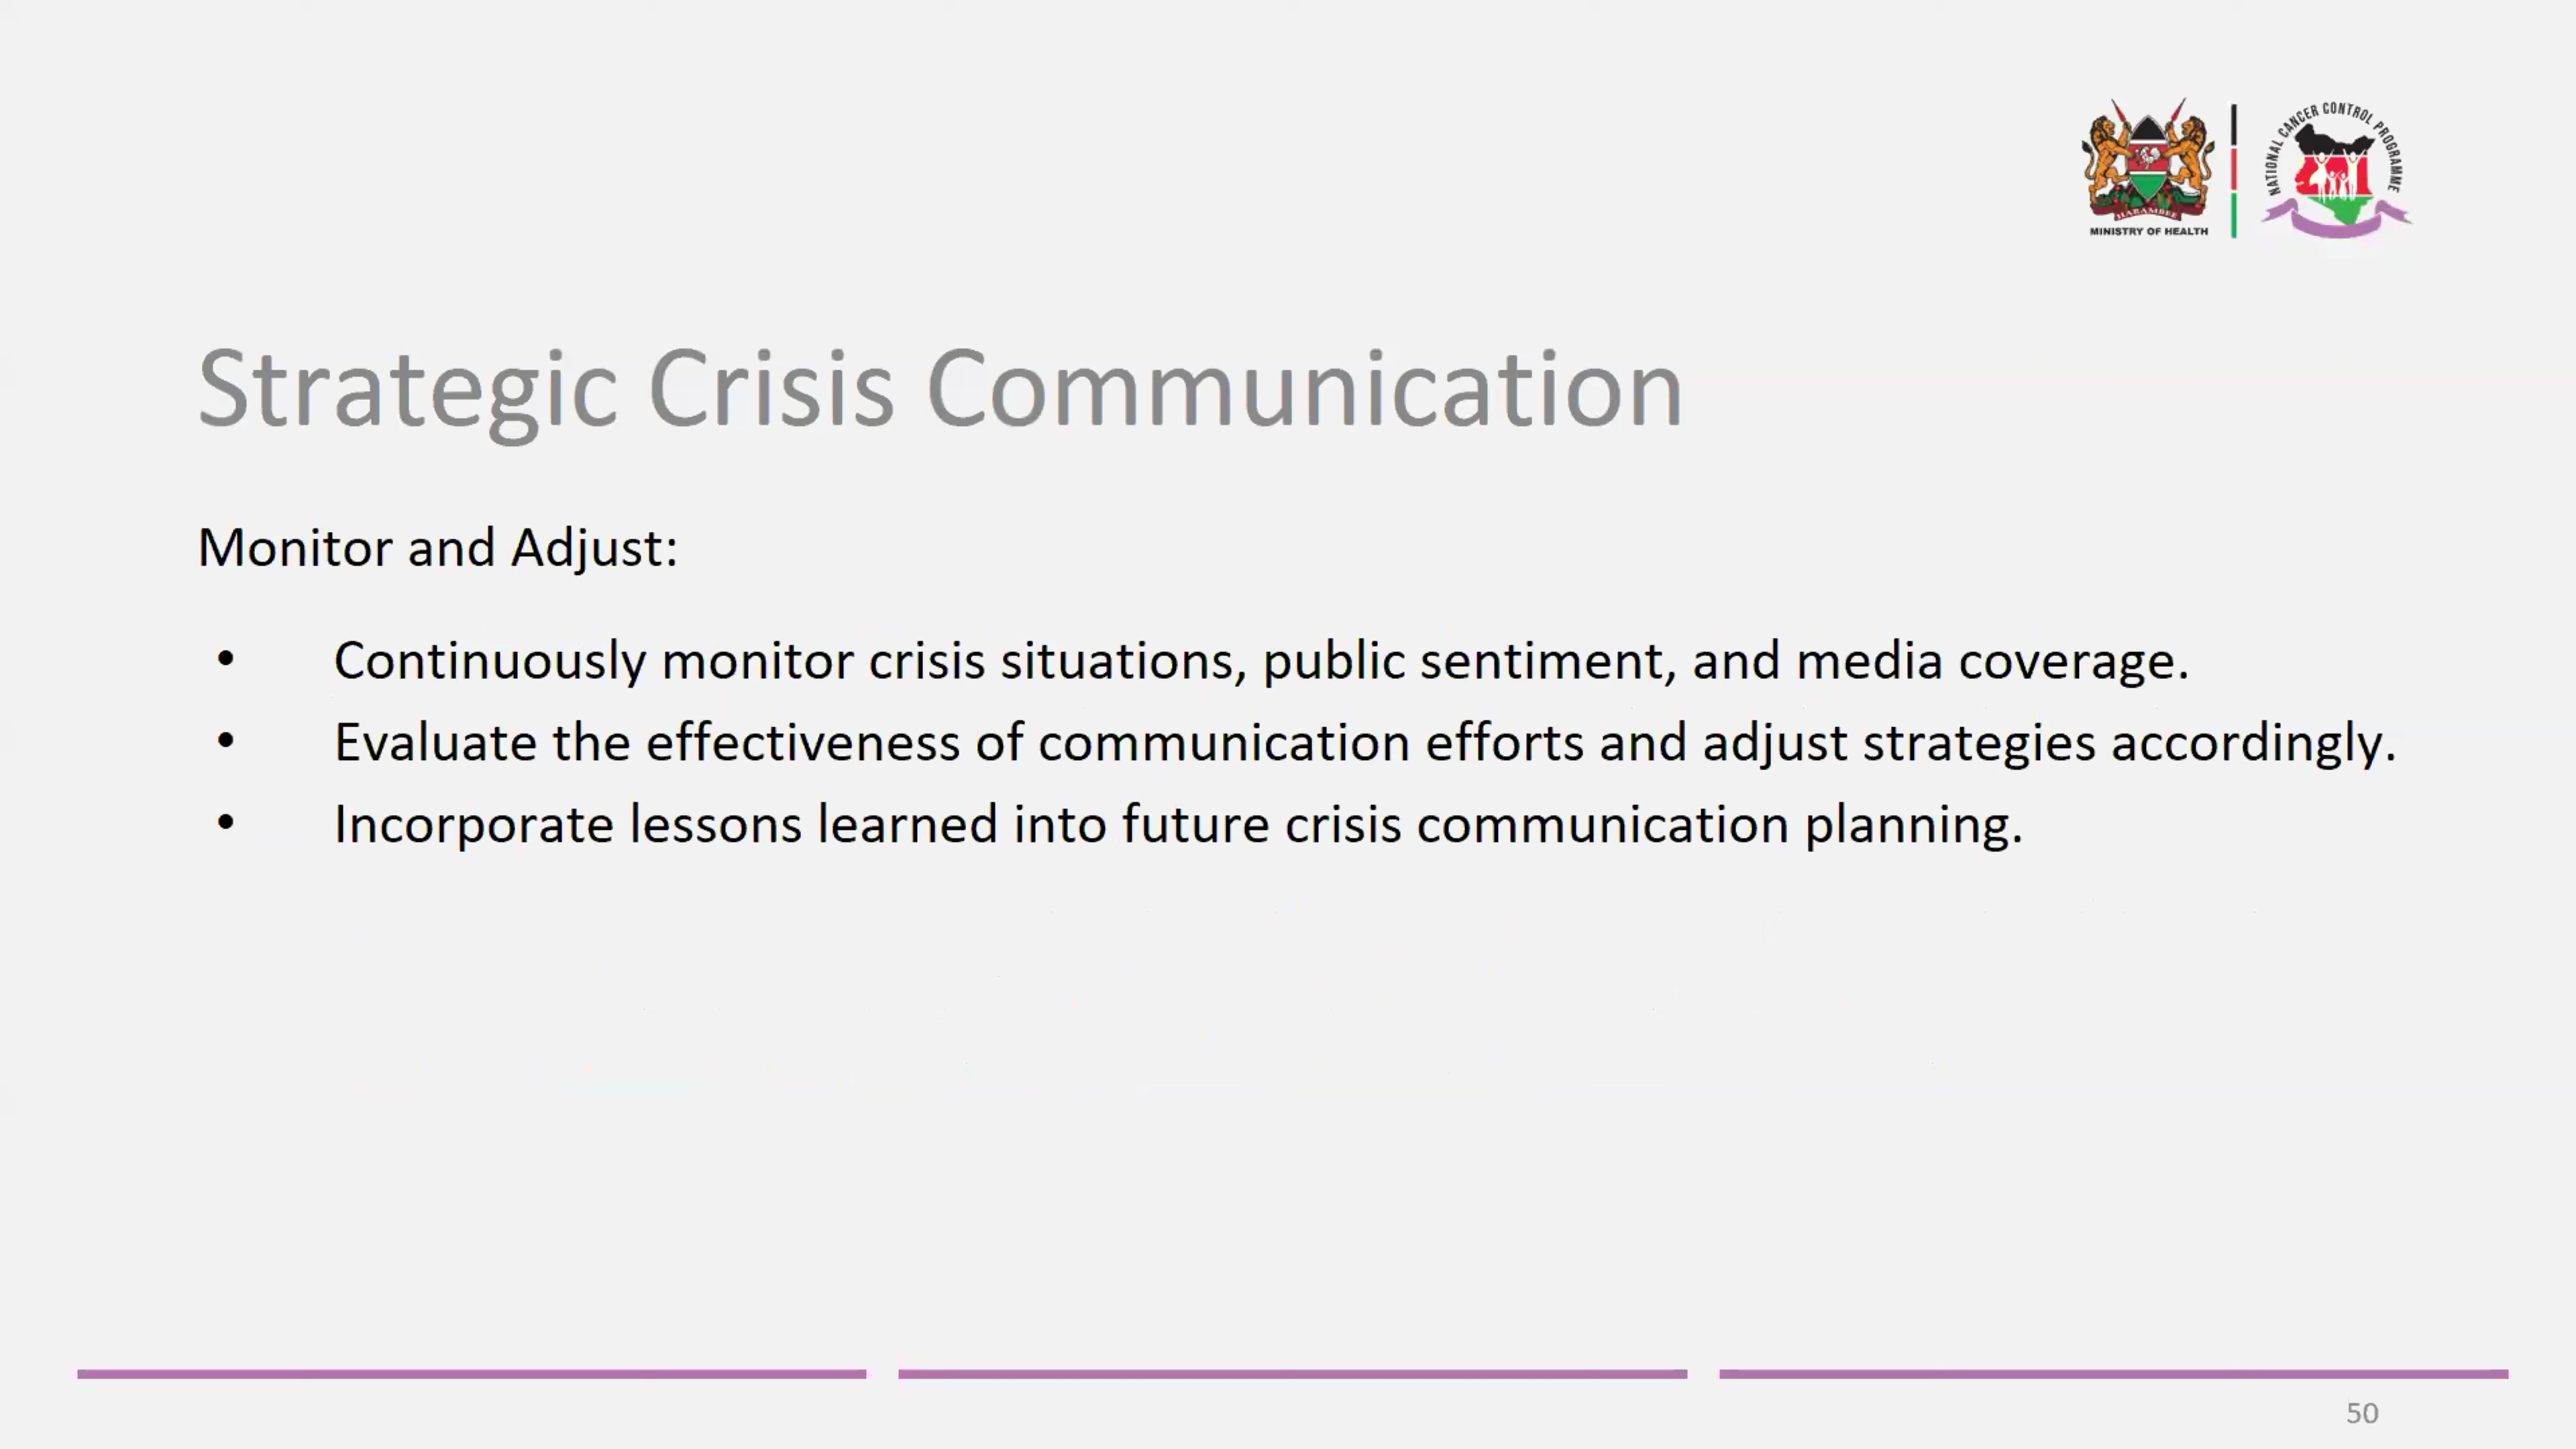 NATIONAL CANCER CONTROL PROGRAMME
HARAMBEE
MINISTRY OF HEALTH
Strategic Crisis Communication
Monitor and Adjust:
• Continuously monitor crisis situations, public sentiment, and media coverage.
• Evaluate the effectiveness of communication efforts and adjust strategies accordingly.
• Incorporate lessons learned into future crisis communication planning.
50